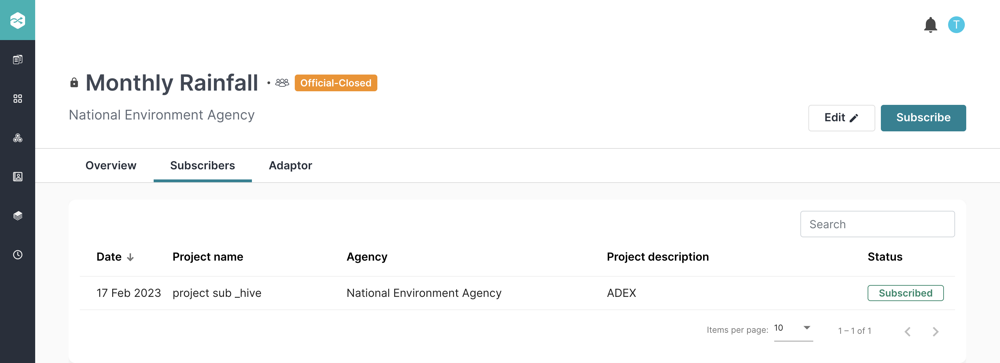 T
Monthly Rainfall · Official-Closed
National Environment Agency
Edit Subscribe
Overview Subscribers Adaptor
Search
Date ↓ Project name Agency Project description Status
17 Feb 2023 project sub _hive National Environment Agency ADEX Subscribed
Items per page: 10 1 – 1 of 1